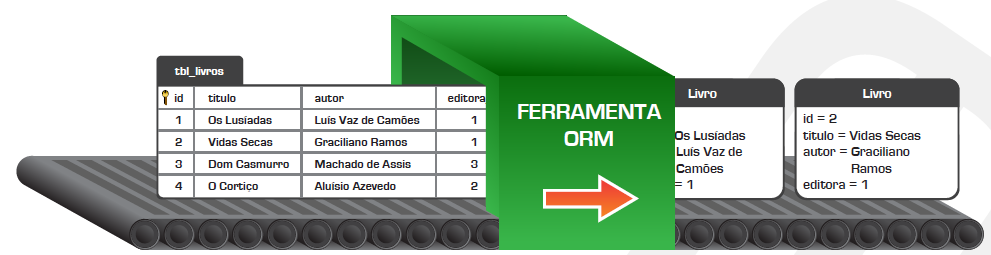 tbl_livros
id titulo autor editora
1 Os Lusíadas Luís Vaz de Camões 1
2 Vidas Secas Graciliano Ramos 1
3 Dom Casmurro Machado de Assis 3
4 O Cortiço Aluísio Azevedo 2
FERRAMENTA
ORM
Livro
Os Lusíadas
Luís Vaz de
Camões
= 1
Livro
id = 2
titulo = Vidas Secas
autor = Graciliano
Ramos
editora = 1